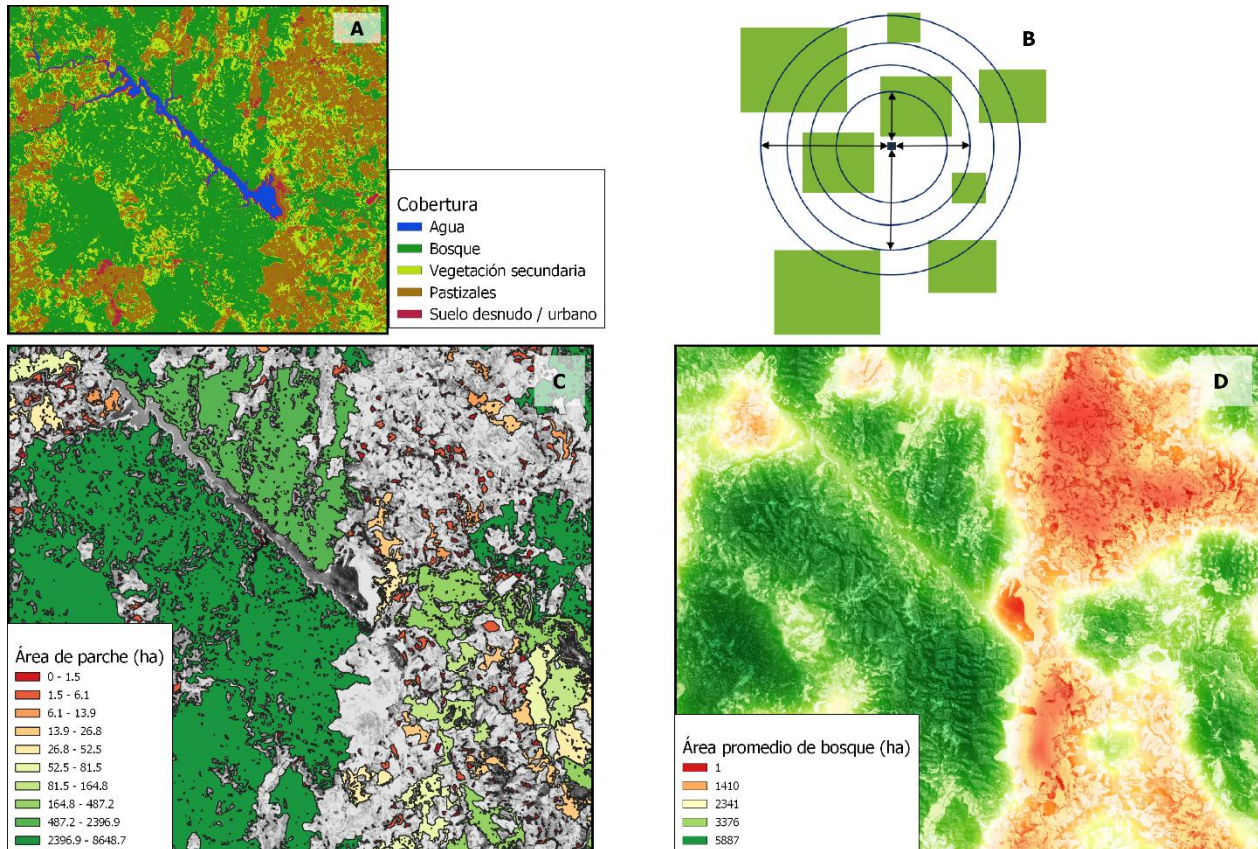 A
Cobertura
Agua
Bosque
Vegetación secundaria
Pastizales
Suelo desnudo / urbano
B
C
Área de parche (ha)
0 - 1.5
1.5 - 6.1
6.1 - 13.9
13.9 - 26.8
26.8 - 52.5
52.5 - 81.5
81.5 - 164.8
164.8 - 487.2
487.2 - 2396.9
2396.9 - 8648.7
D
Área promedio de bosque (ha)
1
1410
2341
3376
5887